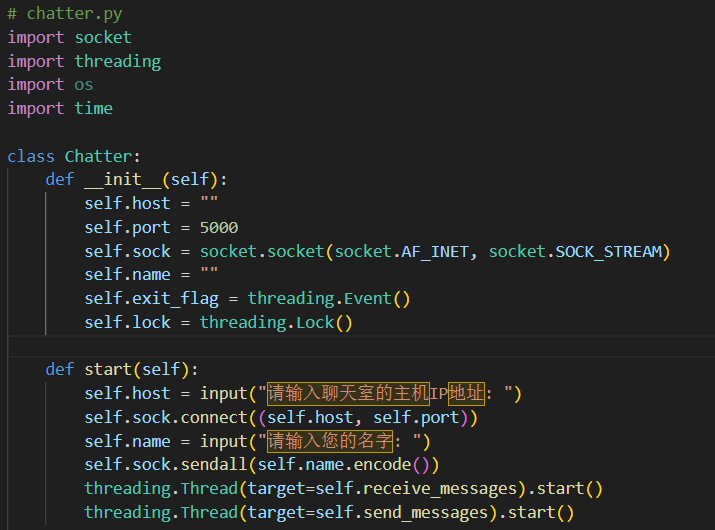 # chatter.py
import socket
import threading
import os
import time
class Chatter:
def __init__(self):
self.host = ""
self.port = 5000
self.sock = socket.socket(socket.AF_INET, socket.SOCK_STREAM)
self.name = ""
self.exit_flag = threading.Event()
self.lock = threading.Lock()
def start(self):
self.host = input("请输入聊天室的主机IP地址: ")
self.sock.connect((self.host, self.port))
self.name = input("请输入您的名字: ")
self.sock.sendall(self.name.encode())
threading.Thread(target=self.receive_messages).start()
threading.Thread(target=self.send_messages).start()